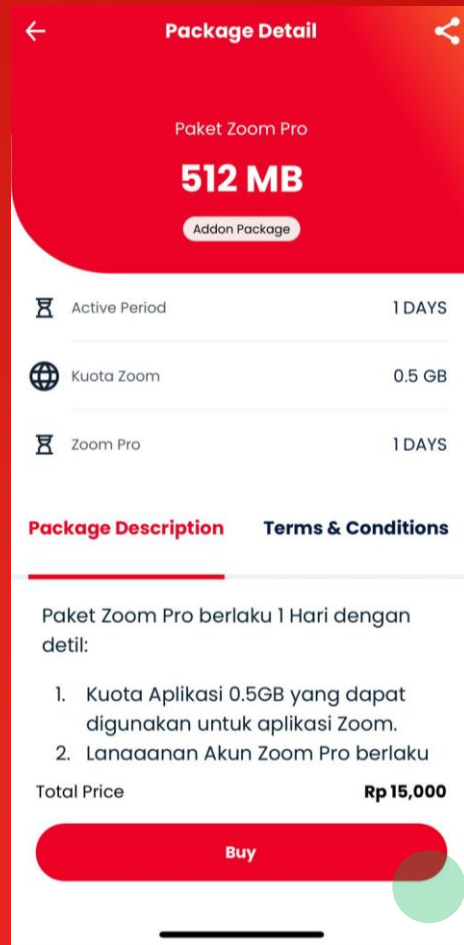 Package Detail
Paket Zoom Pro
512 MB
Addon Package
Active Period 1 DAYS
Kuota Zoom 0.5 GB
Zoom Pro 1 DAYS
Package Description Terms & Conditions
Paket Zoom Pro berlaku 1 Hari dengan
detil:
1. Kuota Aplikasi 0.5GB yang dapat
digunakan untuk aplikasi Zoom.
2. Langganan Akun Zoom Pro berlaku
Total Price Rp 15,000
Buy